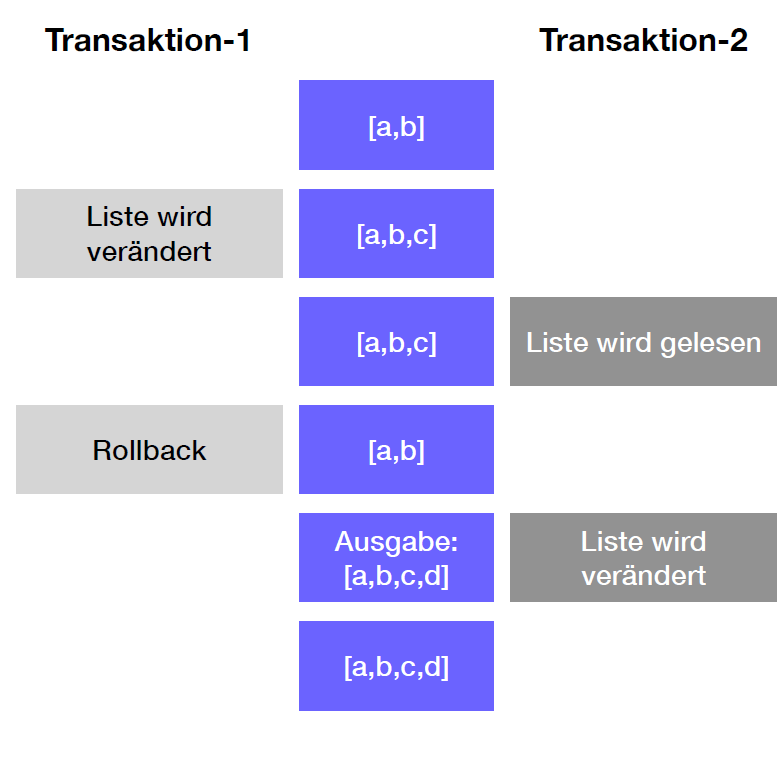 Transaktion-1
Transaktion-2
[a,b]
Liste wird
verändert
[a,b,c]
[a,b,c]
Liste wird gelesen
Rollback
[a,b]
Ausgabe:
[a,b,c,d]
Liste wird
verändert
[a,b,c,d]